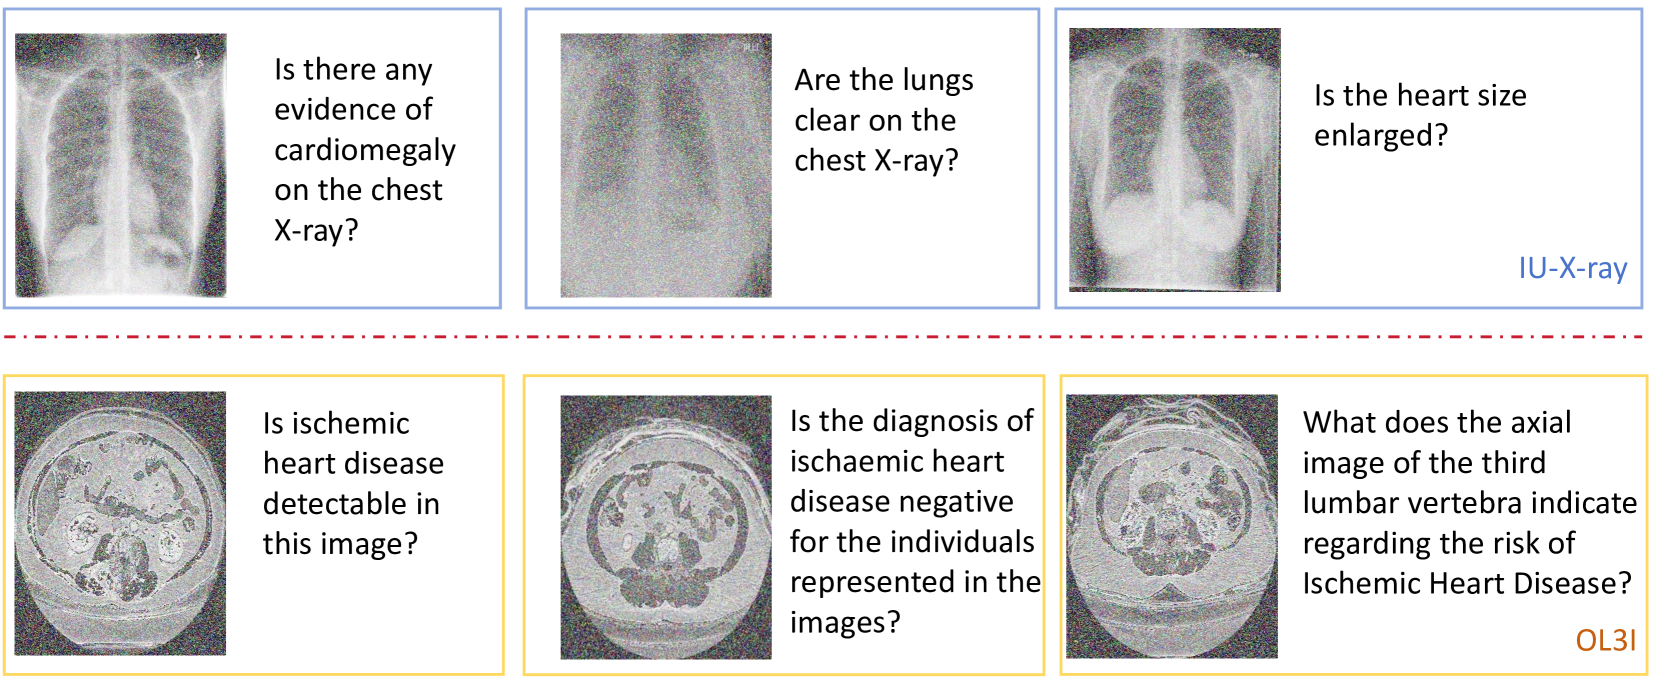 Is there any
evidence of
cardiomegaly
on the chest
X-ray?
Are the lungs
clear on the
chest X-ray?
Is the heart size
enlarged?
IU-X-ray
Is ischemic
heart disease
detectable in
this image?
Is the diagnosis of
ischaemic heart
disease negative
for the individuals
represented in the
images?
What does the axial
image of the third
lumbar vertebra indicate
regarding the risk of
Ischemic Heart Disease?
OL3I